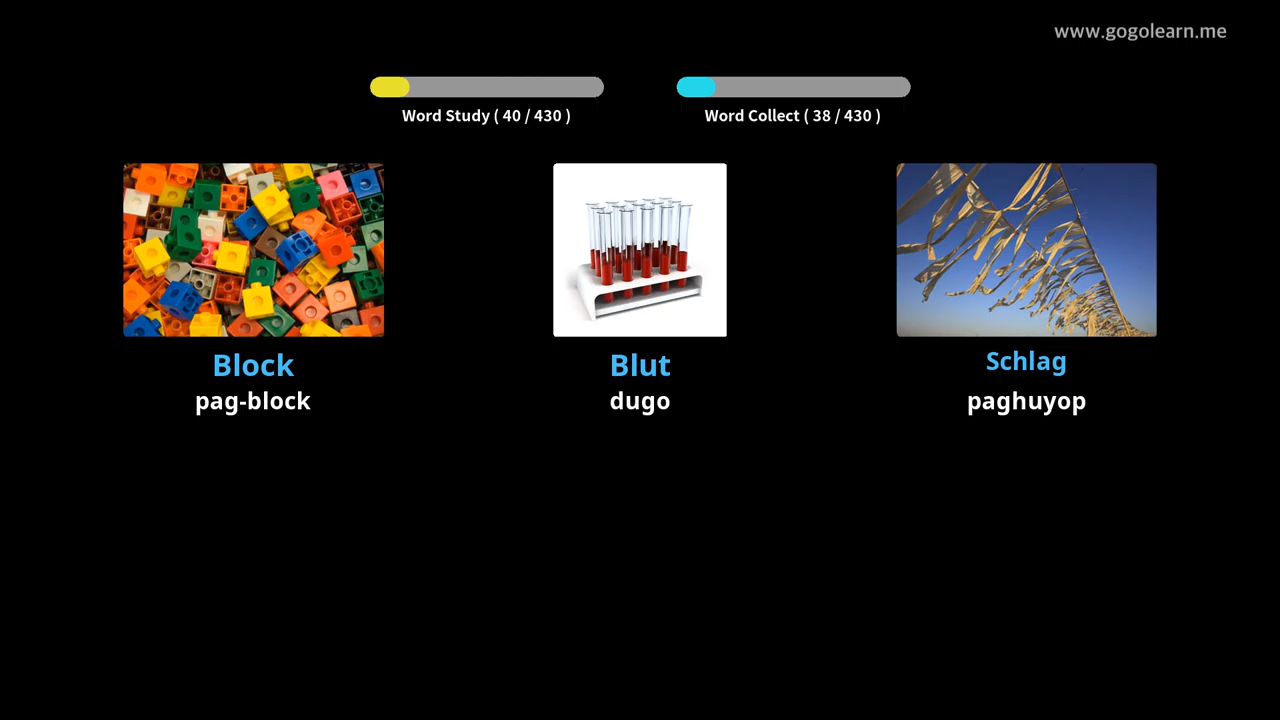 www.gogolearn.me
Word Study ( 40 / 430 )
Word Collect ( 38 / 430 )
Block
pag-block
Blut
dugo
Schlag
paghuyop